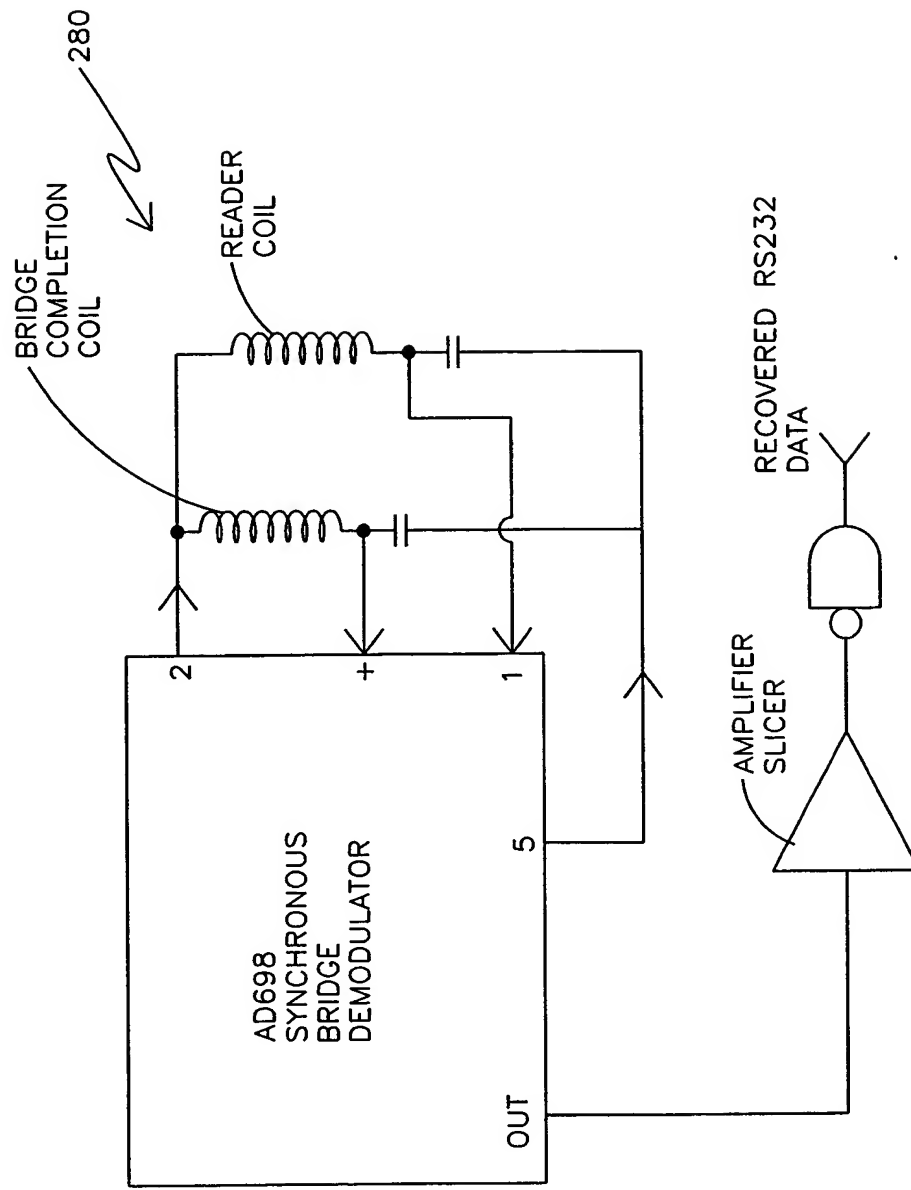 280
BRIDGE
COMPLETION
COIL
READER
COIL
2
+
1
AD698
SYNCHRONOUS
BRIDGE
DEMODULATOR
5
OUT
AMPLIFIER
SLICER
RECOVERED RS232
DATA